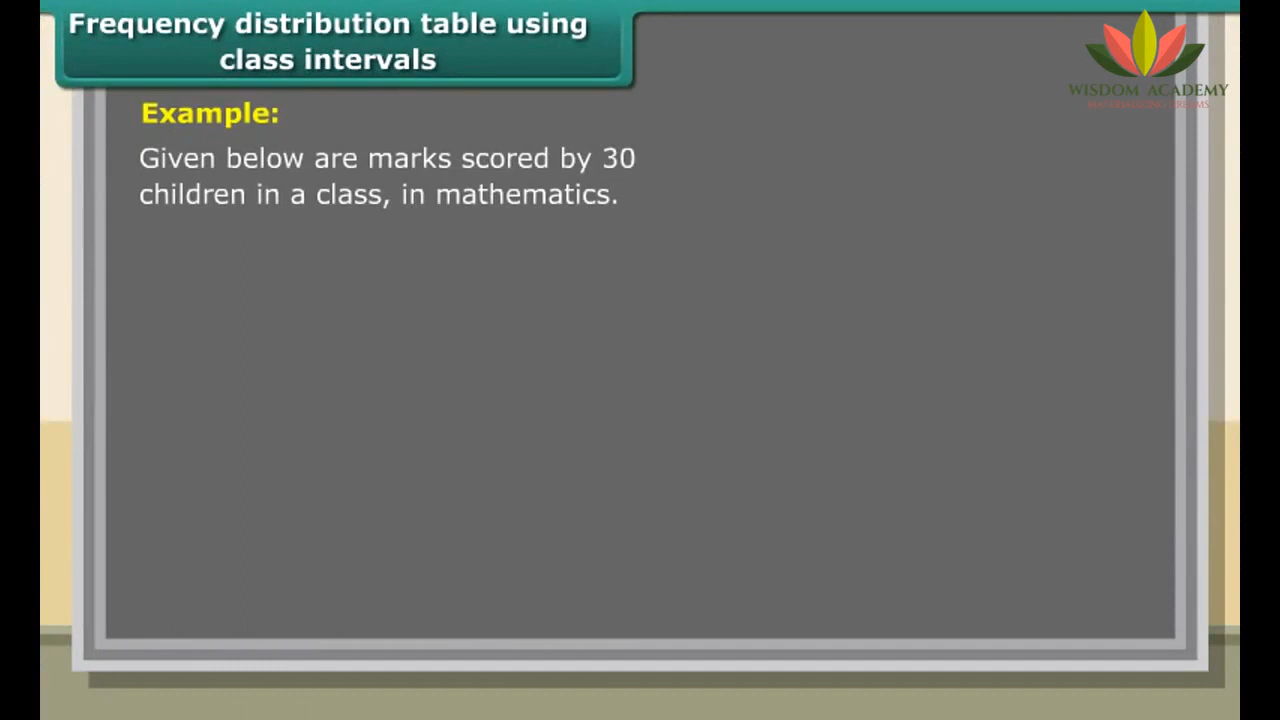 Frequency distribution table using
class intervals
WISDOM ACADEMY
Example:
Given below are marks scored by 30
children in a class, in mathematics.